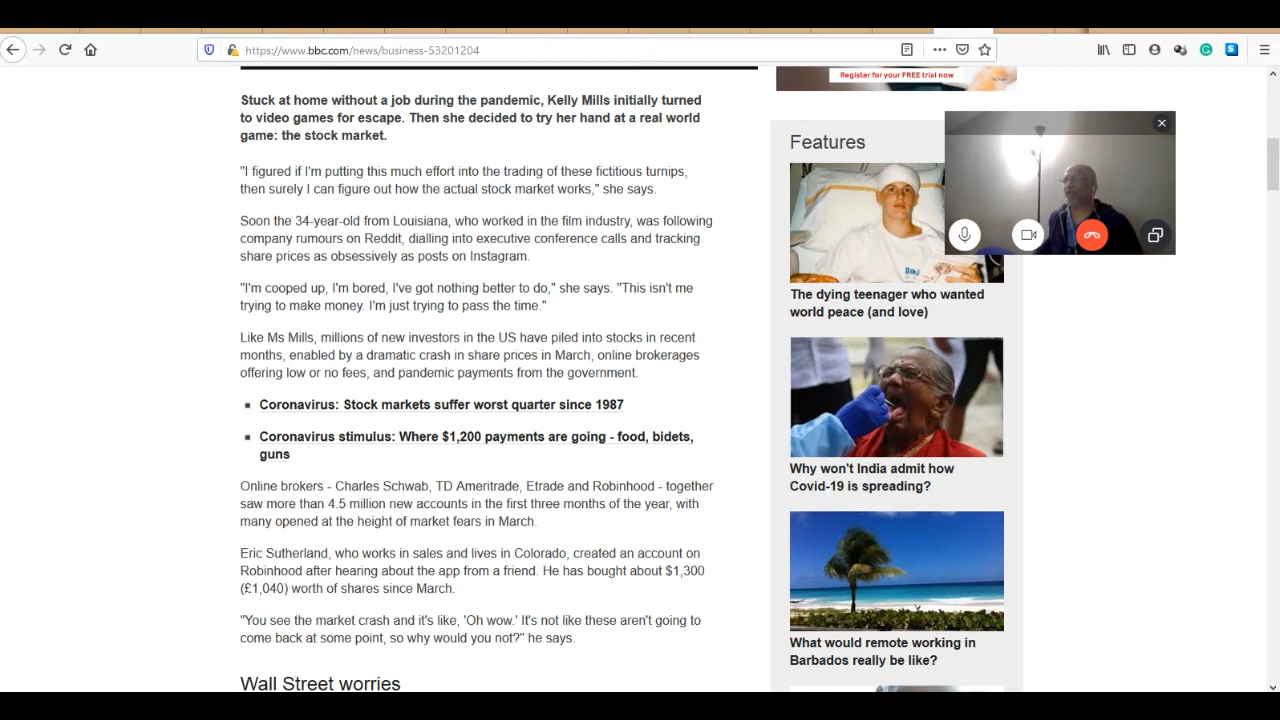 https://www.bbc.com/news/business-53201204
Register for your FREE trial now
Stuck at home without a job during the pandemic, Kelly Mills initially turned
to video games for escape. Then she decided to try her hand at a real world
game: the stock market.
"I figured if I'm putting this much effort into the trading of these fictitious turnips,
then surely I can figure out how the actual stock market works," she says.
Soon the 34-year-old from Louisiana, who worked in the film industry, was following
company rumours on Reddit, dialling into executive conference calls and tracking
share prices as obsessively as posts on Instagram.
"I'm cooped up, I'm bored, I've got nothing better to do," she says. "This isn't me
trying to make money. I'm just trying to pass the time."
Like Ms Mills, millions of new investors in the US have piled into stocks in recent
months, enabled by a dramatic crash in share prices in March, online brokerages
offering low or no fees, and pandemic payments from the government.
Coronavirus: Stock markets suffer worst quarter since 1987
Coronavirus stimulus: Where $1,200 payments are going - food, bidets,
guns
Online brokers - Charles Schwab, TD Ameritrade, Etrade and Robinhood - together
saw more than 4.5 million new accounts in the first three months of the year, with
many opened at the height of market fears in March.
Eric Sutherland, who works in sales and lives in Colorado, created an account on
Robinhood after hearing about the app from a friend. He has bought about $1,300
(£1,040) worth of shares since March.
"You see the market crash and it's like, 'Oh wow.' It's not like these aren't going to
come back at some point, so why would you not?" he says.
Wall Street worries
Features
The dying teenager who wanted
world peace (and love)
Why won't India admit how
Covid-19 is spreading?
What would remote working in
Barbados really be like?